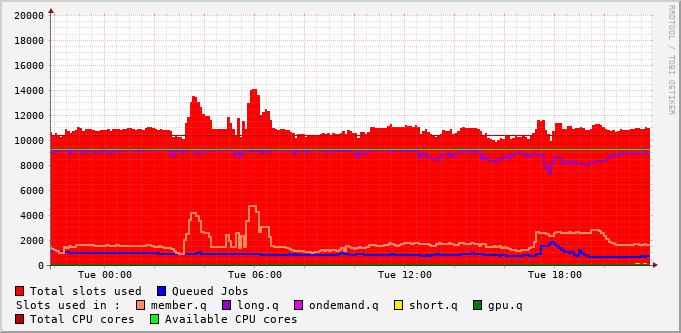 20000
18000
16000
14000
12000
10000
8000
6000
4000
2000
0
Tue 00:00 Tue 06:00 Tue 12:00 Tue 18:00
RRDTOOL / TOBI OETIKER
Total slots used Queued Jobs
Slots used in : member.q long.q ondemand.q short.q gpu.q
Total CPU cores Available CPU cores